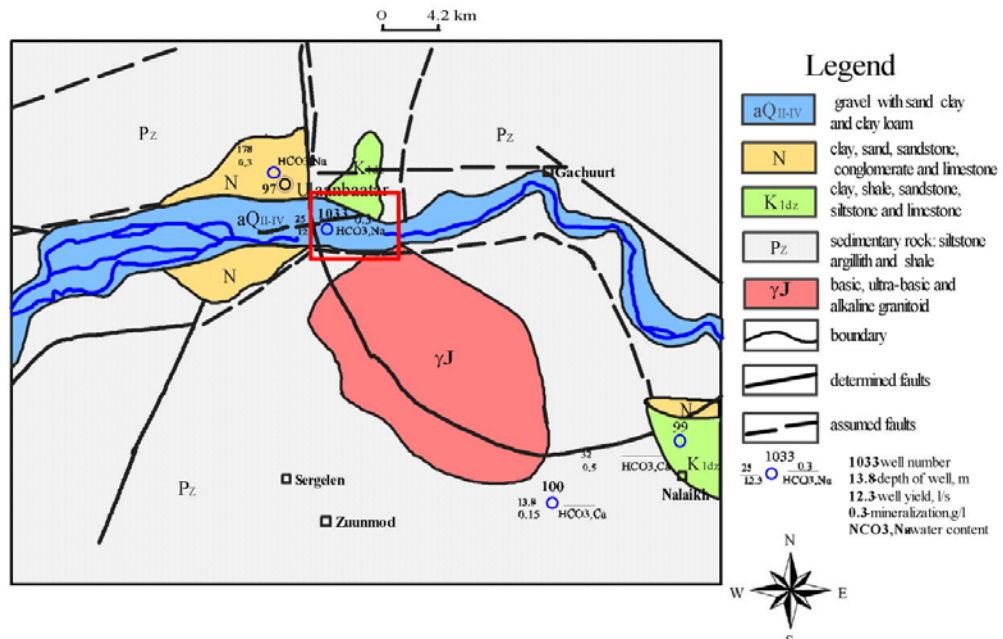 0 4.2 km
Legend
aQII-IV gravel with sand clay
and clay loam
N clay, sand, sandstone,
conglomerate and limestone
K1dz clay, shale, sandstone,
siltstone and limestone
Pz sedimentary rock: siltstone
argillith and shale
γJ basic, ultra-basic and
alkaline granitoid
boundary
determined faults
assumed faults
1033
25 0.3
12.3 HCO3,Na
1033 well number
13.8 depth of well, m
12.3 well yield, l/s
0.3 mineralization,g/l
NCO3,Na water content
N
W E
S
Pz
Pz
178
0,3 HCO3,Na
N
97
Ulaanbaatar
K1dz
Gachuurt
aQII-IV
25 1033 0.3
12 HCO3,Na
N
γJ
N
99
32
0.5 HCO3,Ca
K1dz
Nalaikh
100
13.8
0.15 HCO3,Ca
Pz
Sergelen
Zuunmod